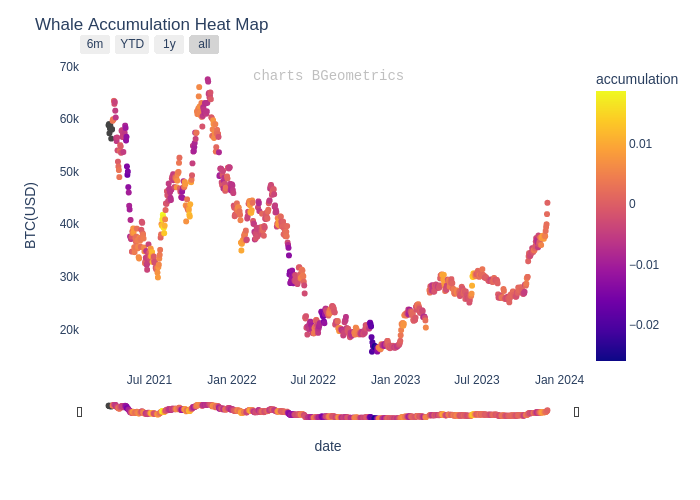 Whale Accumulation Heat Map
6m YTD 1y all
charts BGeometrics
accumulation
70k
60k
50k
40k
30k
20k
BTC(USD)
0.01
0
−0.01
−0.02
Jul 2021 Jan 2022 Jul 2022 Jan 2023 Jul 2023 Jan 2024
date